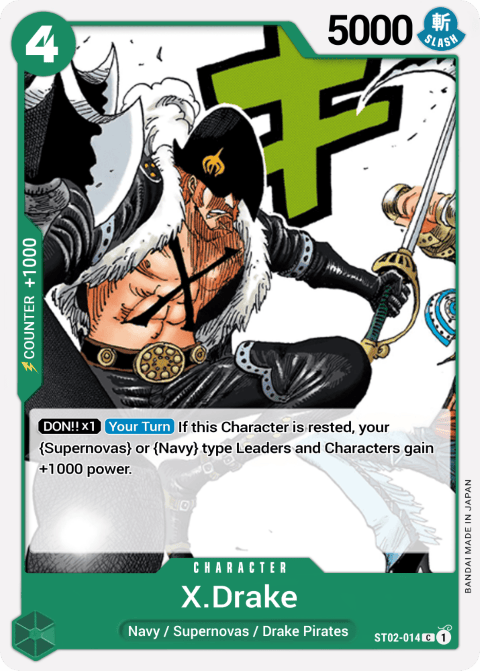 4
5000
斬
SLASH
COUNTER +1000
DON!! ×1 Your Turn If this Character is rested, your
{Supernovas} or {Navy} type Leaders and Characters gain
+1000 power.
BANDAI MADE IN JAPAN
CHARACTER
X.Drake
Navy / Supernovas / Drake Pirates
ST02-014 C 1